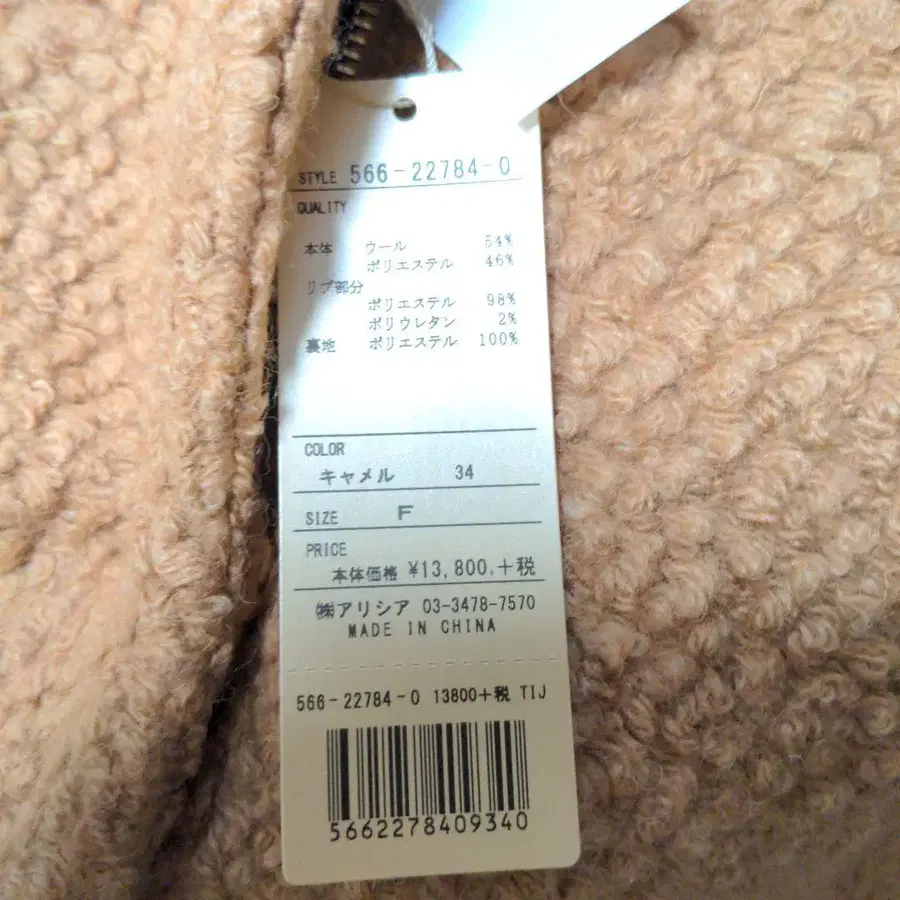 STYLE 566-22784-0
QUALITY
本体 ウール 54%
ポリエステル 46%
リブ部分
ポリエステル 98%
ポリウレタン 2%
裏地 ポリエステル 100%
COLOR
キャメル 34
SIZE F
PRICE
本体価格 ¥13,800.+税
㈱アリシア 03-3478-7570
MADE IN CHINA
566-22784-0 13800+税 TIJ
5662278409340